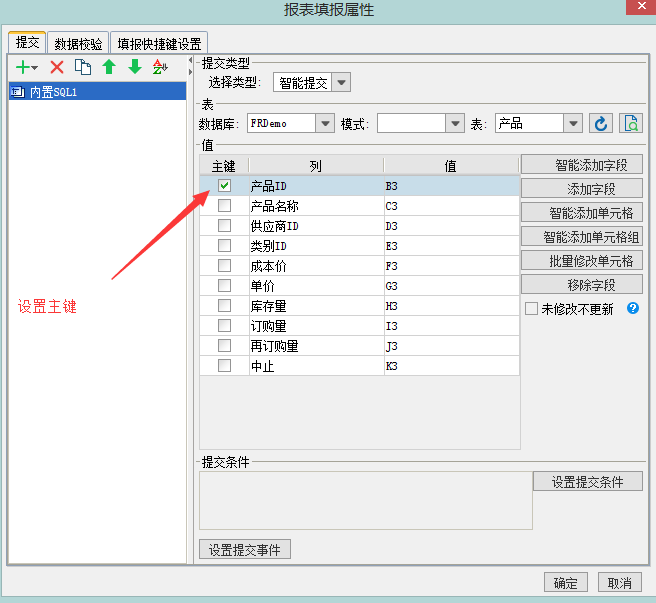 报表填报属性
提交 数据校验 填报快捷键设置
内置SQL1
提交类型
选择类型: 智能提交
表
数据库: FRDemo 模式: 表: 产品
值
主键 列 值
产品ID B3
产品名称 C3
供应商ID D3
类别ID E3
成本价 F3
单价 G3
库存量 H3
订购量 I3
再订购量 J3
中止 K3
智能添加字段
添加字段
智能添加单元格
智能添加单元格组
批量修改单元格
移除字段
未修改不更新 ?
设置主键
提交条件
设置提交条件
设置提交事件
确定 取消